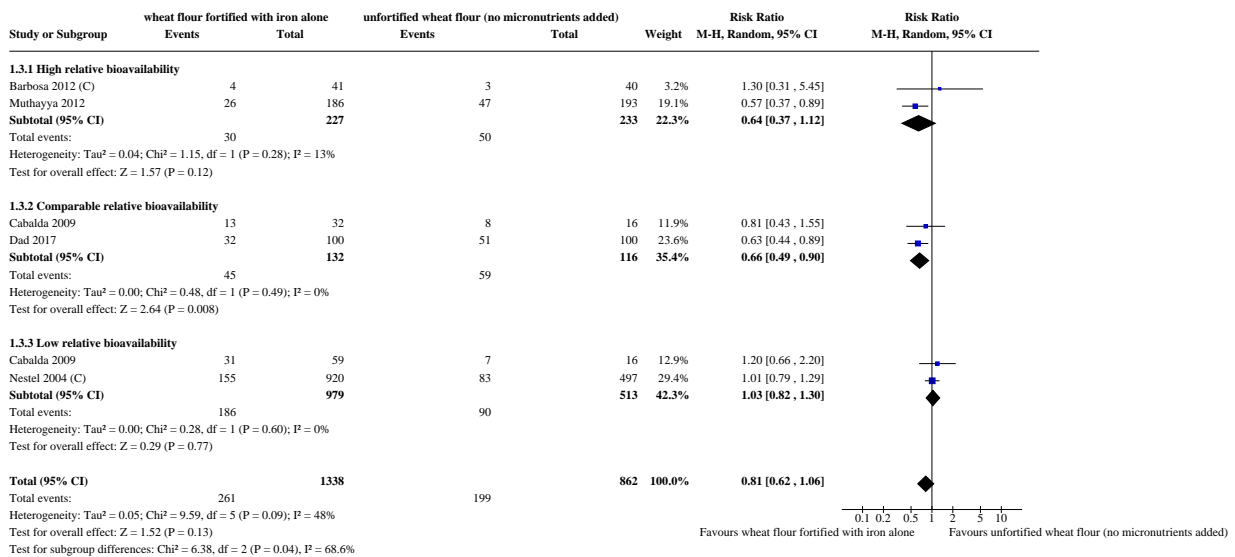 wheat flour fortified with iron alone unfortified wheat flour (no micronutrients added) Risk Ratio Risk Ratio
Study or Subgroup Events Total Events Total Weight M-H, Random, 95% CI M-H, Random, 95% CI
1.3.1 High relative bioavailability
Barbosa 2012 (C) 4 41 3 40 3.2% 1.30 [0.31 , 5.45]
Muthayya 2012 26 186 47 193 19.1% 0.57 [0.37 , 0.89]
Subtotal (95% CI) 227 233 22.3% 0.64 [0.37 , 1.12]
Total events: 30 50
Heterogeneity: Tau² = 0.04; Chi² = 1.15, df = 1 (P = 0.28); I² = 13%
Test for overall effect: Z = 1.57 (P = 0.12)
1.3.2 Comparable relative bioavailability
Cabalda 2009 13 32 8 16 11.9% 0.81 [0.43 , 1.55]
Dad 2017 32 100 51 100 23.6% 0.63 [0.44 , 0.89]
Subtotal (95% CI) 132 116 35.4% 0.66 [0.49 , 0.90]
Total events: 45 59
Heterogeneity: Tau² = 0.00; Chi² = 0.48, df = 1 (P = 0.49); I² = 0%
Test for overall effect: Z = 2.64 (P = 0.008)
1.3.3 Low relative bioavailability
Cabalda 2009 31 59 7 16 12.9% 1.20 [0.66 , 2.20]
Nestel 2004 (C) 155 920 83 497 29.4% 1.01 [0.79 , 1.29]
Subtotal (95% CI) 979 513 42.3% 1.03 [0.82 , 1.30]
Total events: 186 90
Heterogeneity: Tau² = 0.00; Chi² = 0.28, df = 1 (P = 0.60); I² = 0%
Test for overall effect: Z = 0.29 (P = 0.77)
Total (95% CI) 1338 862 100.0% 0.81 [0.62 , 1.06]
Total events: 261 199
Heterogeneity: Tau² = 0.05; Chi² = 9.59, df = 5 (P = 0.09); I² = 48%
0.1 0.2 0.5 1 2 5 10
Test for overall effect: Z = 1.52 (P = 0.13) Favours wheat flour fortified with iron alone Favours unfortified wheat flour (no micronutrients added)
Test for subgroup differences: Chi² = 6.38, df = 2 (P = 0.04), I² = 68.6%